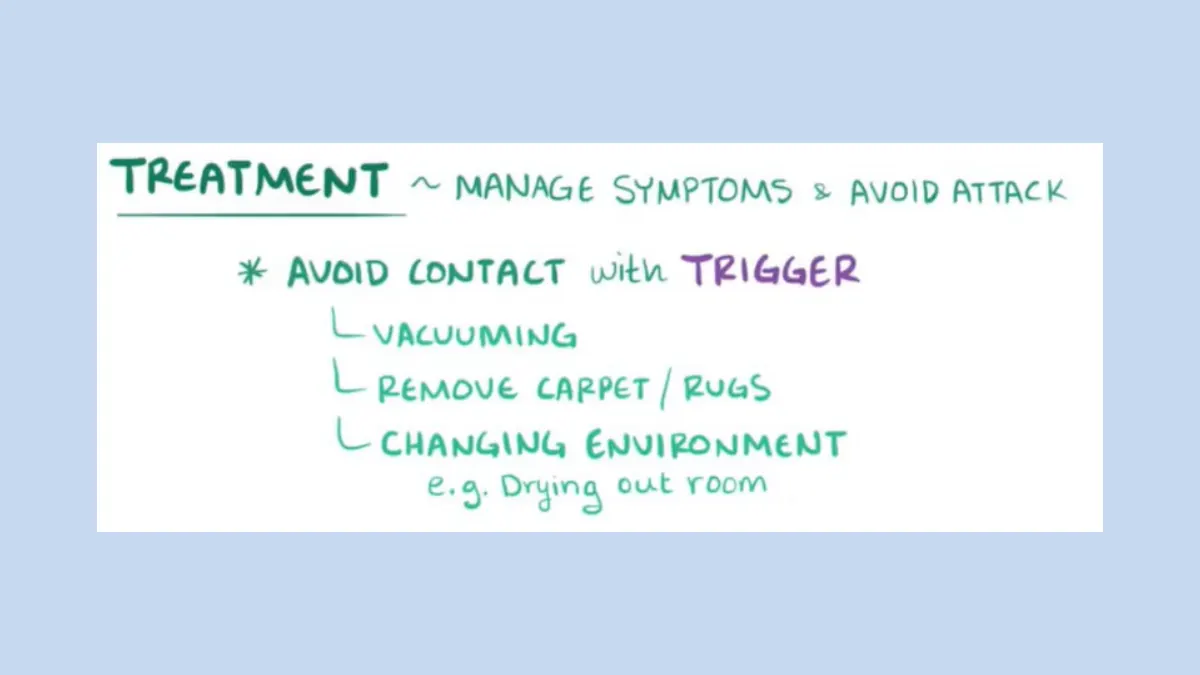 TREATMENT ~ MANAGE SYMPTOMS & AVOID ATTACK
* AVOID CONTACT with TRIGGER
VACUUMING
REMOVE CARPET / RUGS
CHANGING ENVIRONMENT
e.g. Drying out room